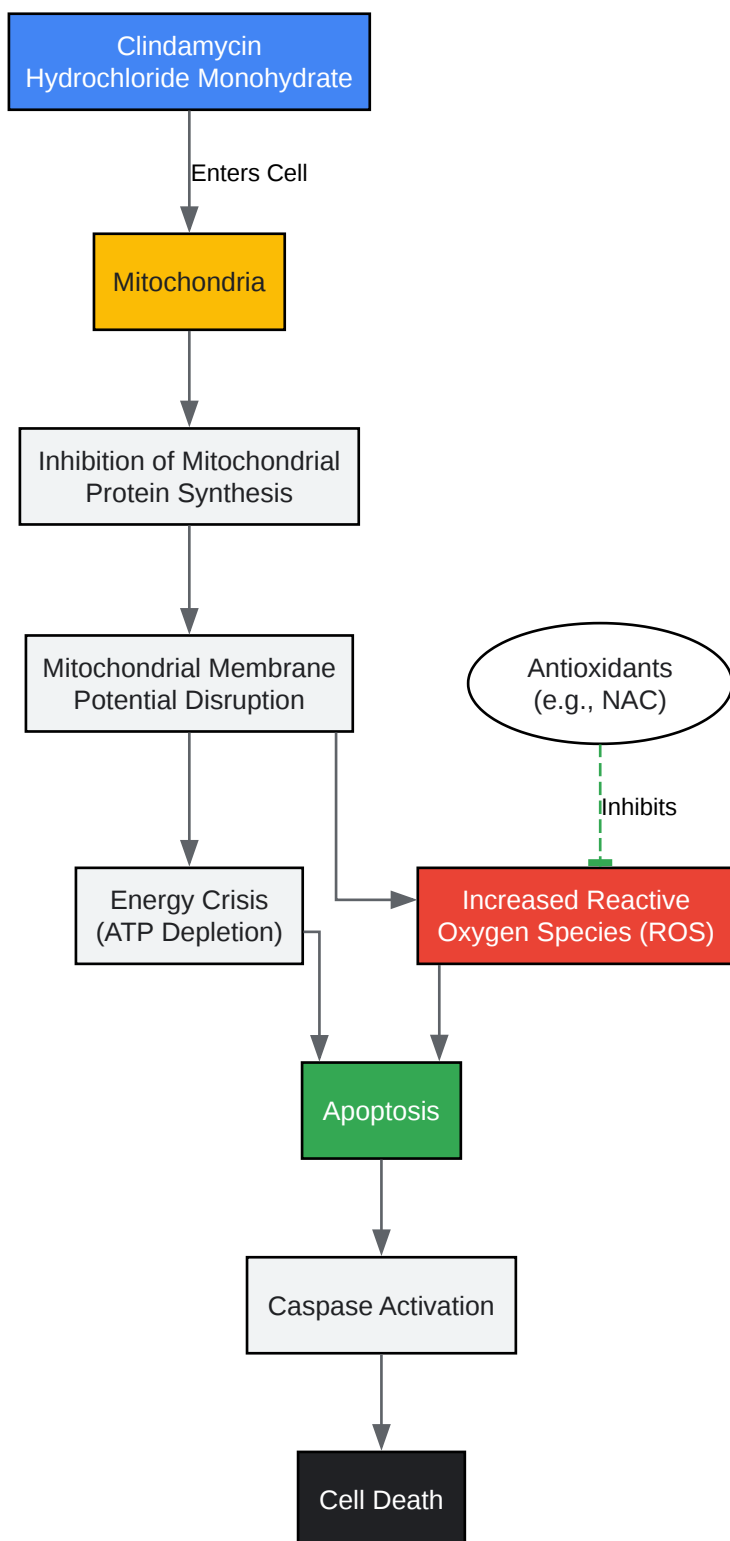 Clindamycin
Hydrochloride Monohydrate
Enters Cell
Mitochondria
Inhibition of Mitochondrial
Protein Synthesis
Mitochondrial Membrane
Potential Disruption
Antioxidants
(e.g., NAC)
Inhibits
Energy Crisis
(ATP Depletion)
Increased Reactive
Oxygen Species (ROS)
Apoptosis
Caspase Activation
Cell Death